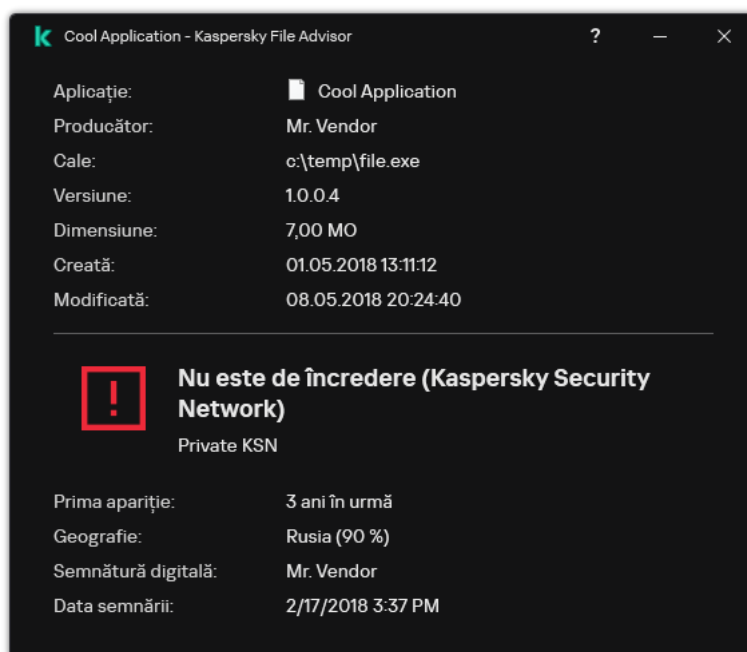 Cool Application - Kaspersky File Advisor ?
Aplicație: Cool Application
Producător: Mr. Vendor
Cale: c:\temp\file.exe
Versiune: 1.0.0.4
Dimensiune: 7,00 MO
Creată: 01.05.2018 13:11:12
Modificată: 08.05.2018 20:24:40
Nu este de încredere (Kaspersky Security
Network)
Private KSN
Prima apariție: 3 ani în urmă
Geografie: Rusia (90 %)
Semnătură digitală: Mr. Vendor
Data semnării: 2/17/2018 3:37 PM